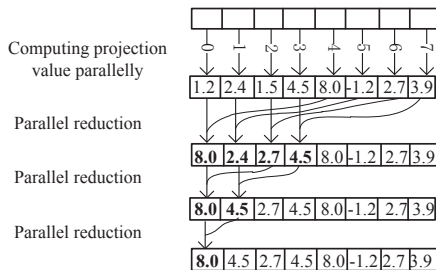 0 1 2 3 4 5 6 7
Computing projection
value parallelly
1.2 2.4 1.5 4.5 8.0 -1.2 2.7 3.9
Parallel reduction
8.0 2.4 2.7 4.5 8.0 -1.2 2.7 3.9
Parallel reduction
8.0 4.5 2.7 4.5 8.0 -1.2 2.7 3.9
Parallel reduction
8.0 4.5 2.7 4.5 8.0 -1.2 2.7 3.9